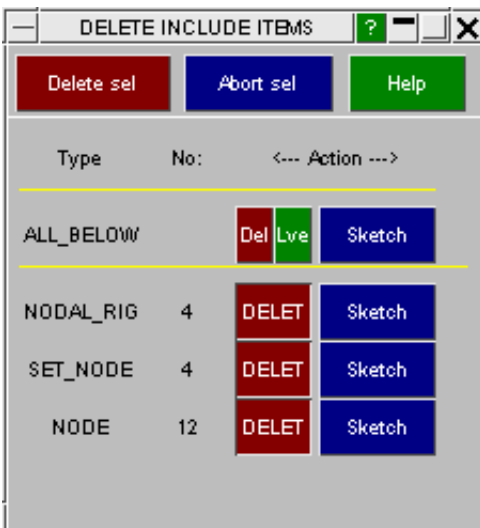 DELETE INCLUDE ITEMS ?
Delete sel Abort sel Help
Type No: <--- Action --->
ALL_BELOW Del Lve Sketch
NODAL_RIG 4 DELET Sketch
SET_NODE 4 DELET Sketch
NODE 12 DELET Sketch